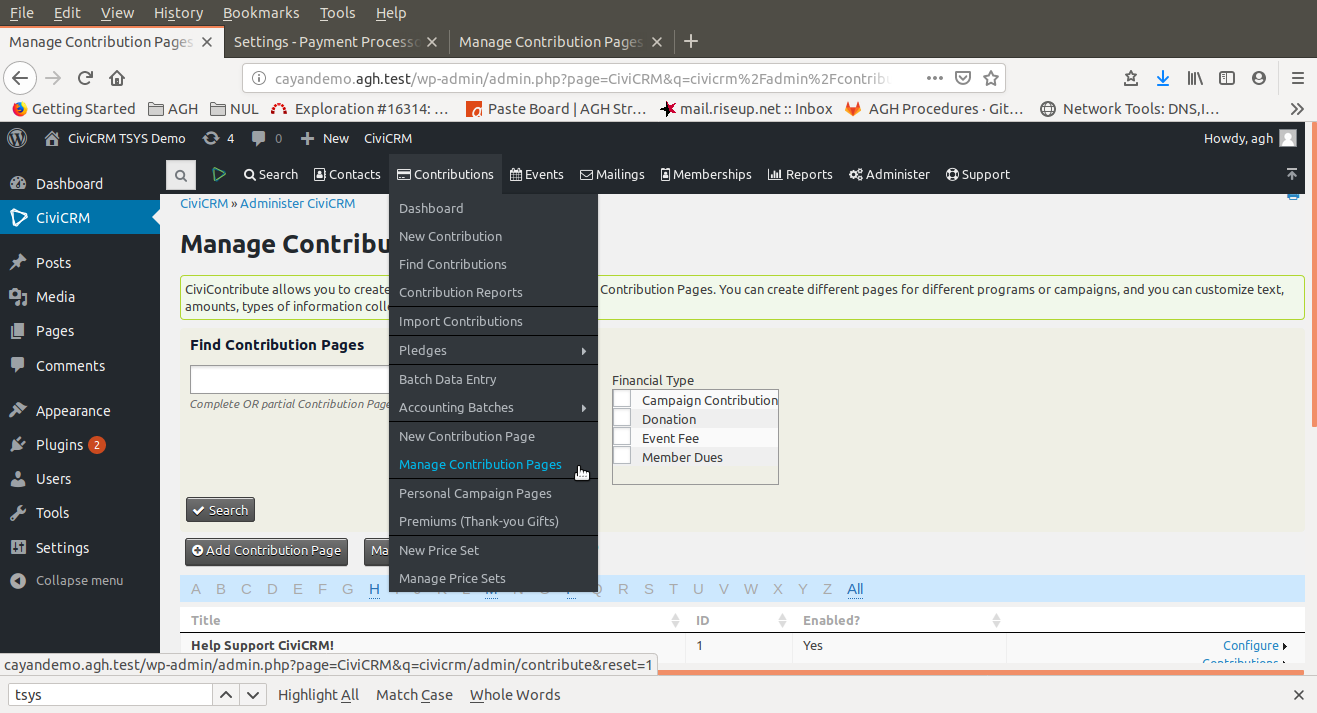 File Edit View History Bookmarks Tools Help
Manage Contribution Pages Settings - Payment Processo Manage Contribution Pages
cayandemo.agh.test/wp-admin/admin.php?page=CiviCRM&q=civicrm%2Fadmin%2Fcontribu
Getting Started AGH NUL Exploration #16314: ... Paste Board | AGH Str... mail.riseup.net :: Inbox AGH Procedures · Git... Network Tools: DNS,I...
CiviCRM TSYS Demo 4 0 New CiviCRM Howdy, agh
Search Contacts Contributions Events Mailings Memberships Reports Administer Support
Dashboard
CiviCRM
Posts
Media
Pages
Comments
Appearance
Plugins 2
Users
Tools
Settings
Collapse menu
CiviCRM » Administer CiviCRM
Manage Contribu
CiviContribute allows you to create Contribution Pages. You can create different pages for different programs or campaigns, and you can customize text,
amounts, types of information colle
Find Contribution Pages
Complete OR partial Contribution Page
Financial Type
Campaign Contribution
Donation
Event Fee
Member Dues
Search
Add Contribution Page Ma
Dashboard
New Contribution
Find Contributions
Contribution Reports
Import Contributions
Pledges
Batch Data Entry
Accounting Batches
New Contribution Page
Manage Contribution Pages
Personal Campaign Pages
Premiums (Thank-you Gifts)
New Price Set
Manage Price Sets
A B C D E F G H Q R S T U V W X Y Z All
Title ID Enabled?
Help Support CiviCRM! 1 Yes Configure
Contributions
cayandemo.agh.test/wp-admin/admin.php?page=CiviCRM&q=civicrm/admin/contribute&reset=1
tsys Highlight All Match Case Whole Words